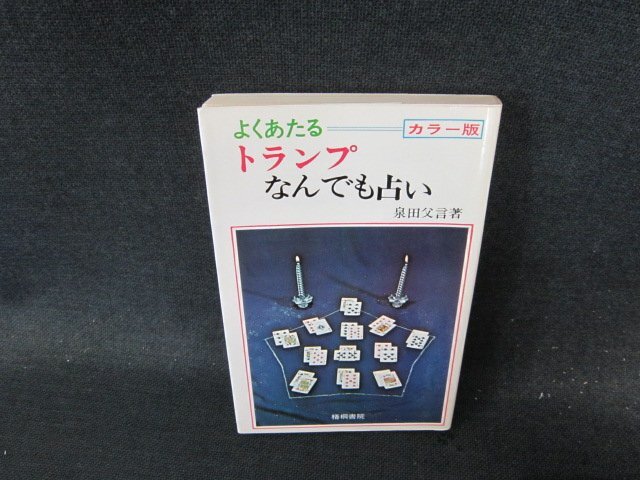 よくあたる
カラー版
トランプ
なんでも占い
泉田父言著
梧桐書院